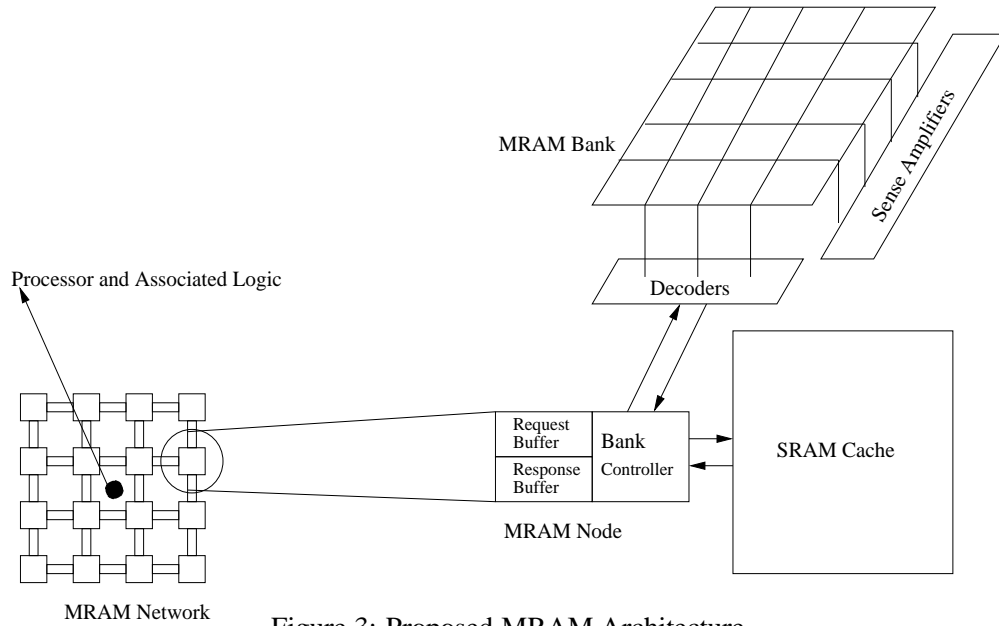 MRAM Bank
Sense Amplifiers
Processor and Associated Logic
Decoders
Request
Buffer
Response
Buffer
Bank
Controller
SRAM Cache
MRAM Node
MRAM Network
Figure 3: Proposed MRAM Architecture